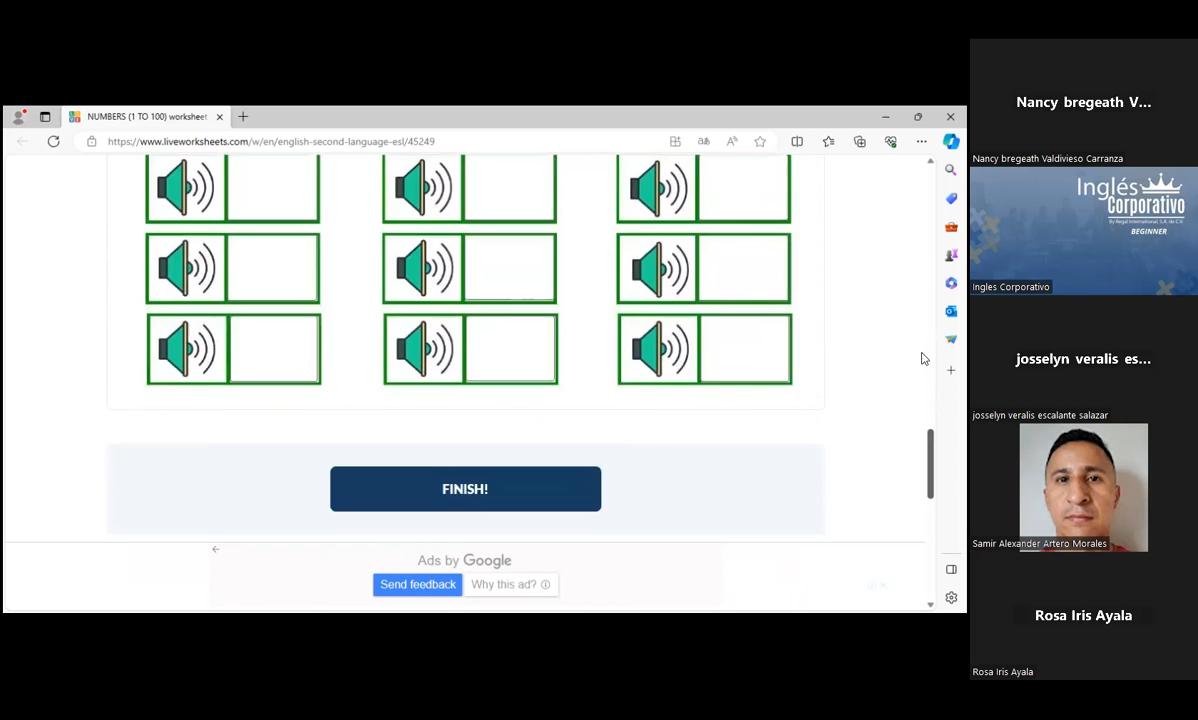 NUMBERS (1 TO 100) workshee
https://www.liveworksheets.com/w/en/english-second-language-esl/45249
FINISH!
Ads by Google
Send feedback
Why this ad?
Nancy bregeath V...
Nancy bregeath Valdivieso Carranza
Inglés
Corporativo
By Regal International, S.A. de C.V.
BEGINNER
Ingles Corporativo
josselyn veralis es...
josselyn veralis escalante salazar
Samir Alexander Artero Morales
Rosa Iris Ayala
Rosa Iris Ayala